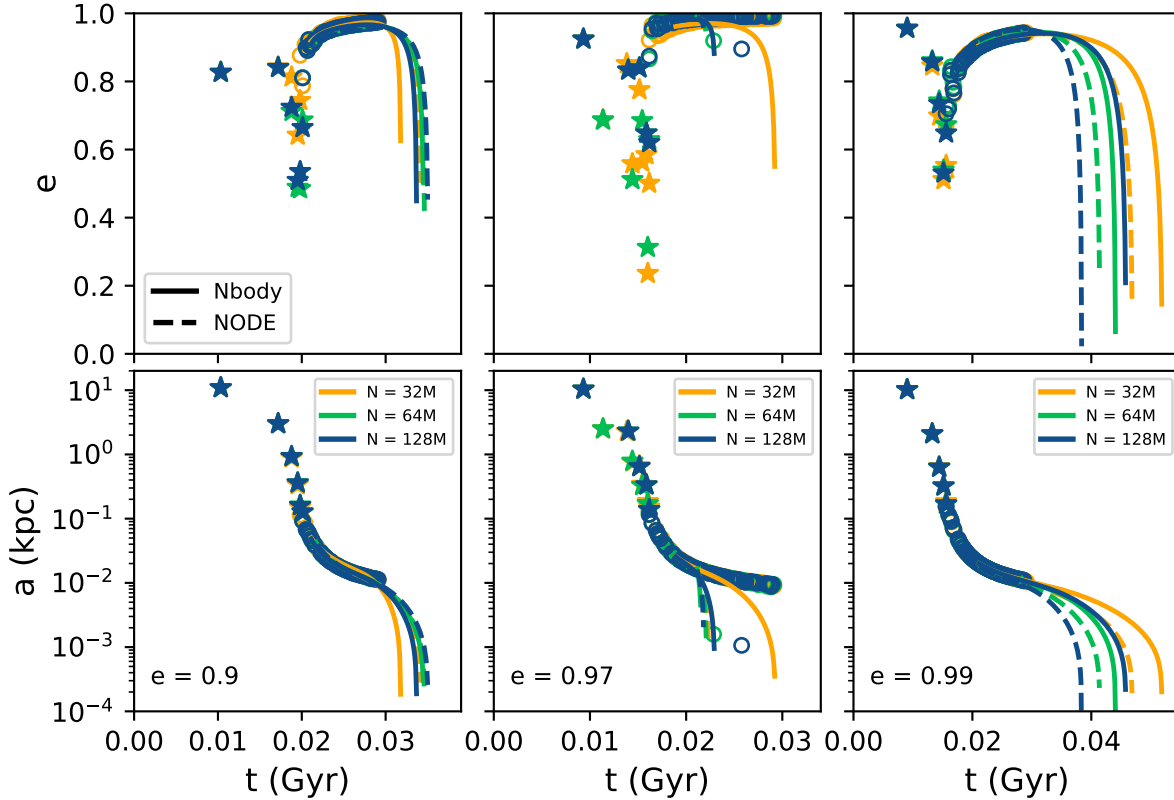 1.0
0.8
0.6
0.4
0.2
0.0
e
Nbody
NODE
10¹
10⁰
10⁻¹
10⁻²
10⁻³
10⁻⁴
a (kpc)
N = 32M
N = 64M
N = 128M
e = 0.9
0.00 0.01 0.02 0.03
t (Gyr)
N = 32M
N = 64M
N = 128M
e = 0.97
0.00 0.01 0.02 0.03
t (Gyr)
N = 32M
N = 64M
N = 128M
e = 0.99
0.00 0.02 0.04
t (Gyr)